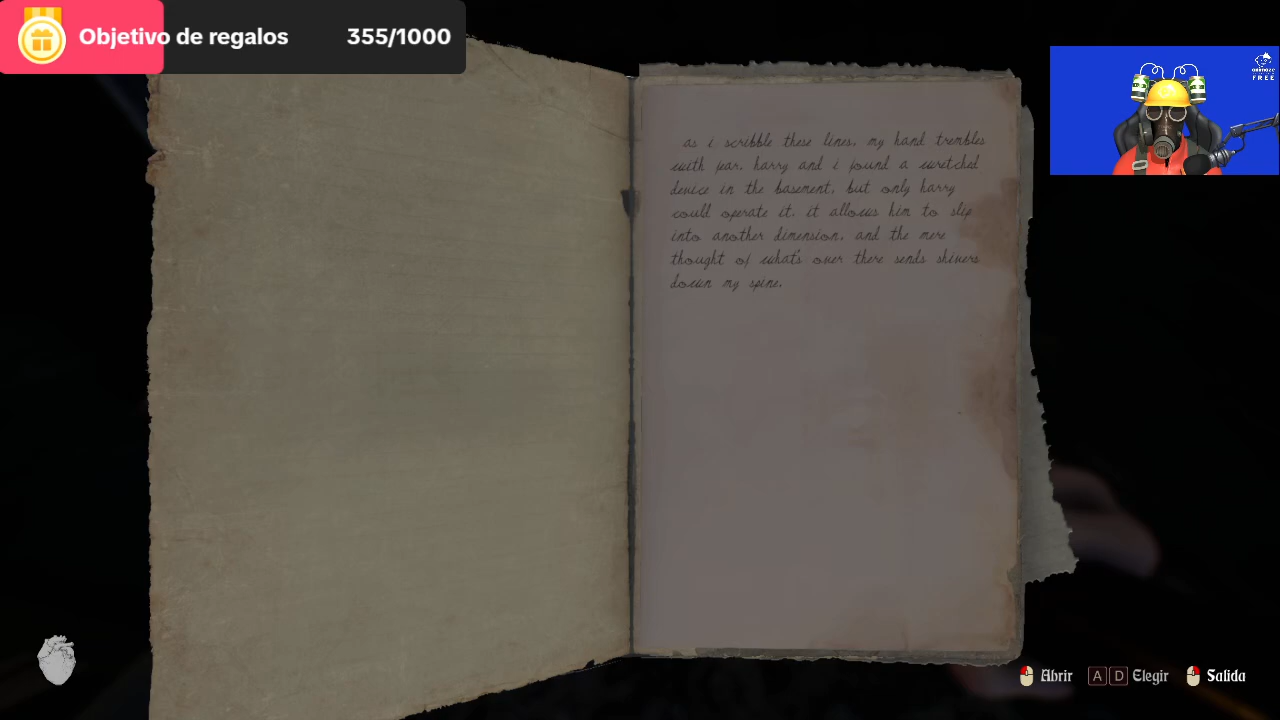 Objetivo de regalos 355/1000
animaze
FREE
as i scribble these lines, my hand trembles
with fear. harry and i found a wretched
device in the basement, but only harry
could operate it. it allows him to slip
into another dimension, and the mere
thought of what's over there sends shivers
down my spine.
Abrir A D Elegir Salida